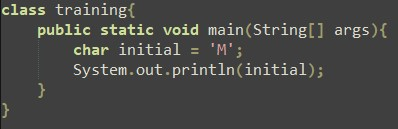 class training{
    public static void main(String[] args){
        char initial = 'M';
        System.out.println(initial);
    }
}